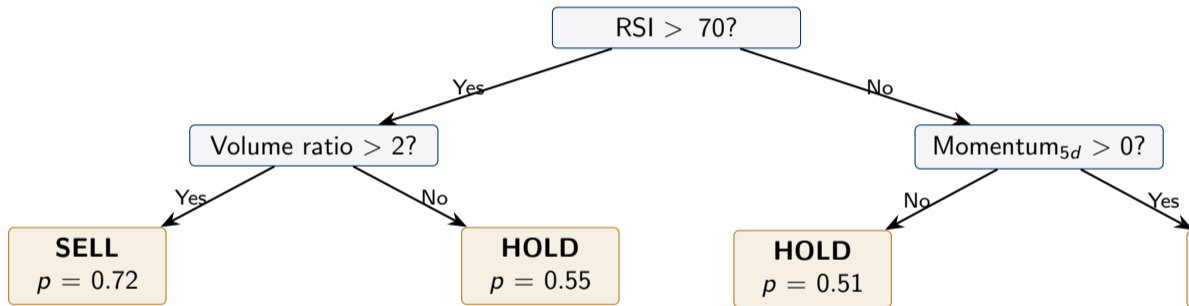 RSI > 70?
Yes
No
Volume ratio > 2?
Momentum5d > 0?
Yes
No
No
Yes
SELL
p = 0.72
HOLD
p = 0.55
HOLD
p = 0.51